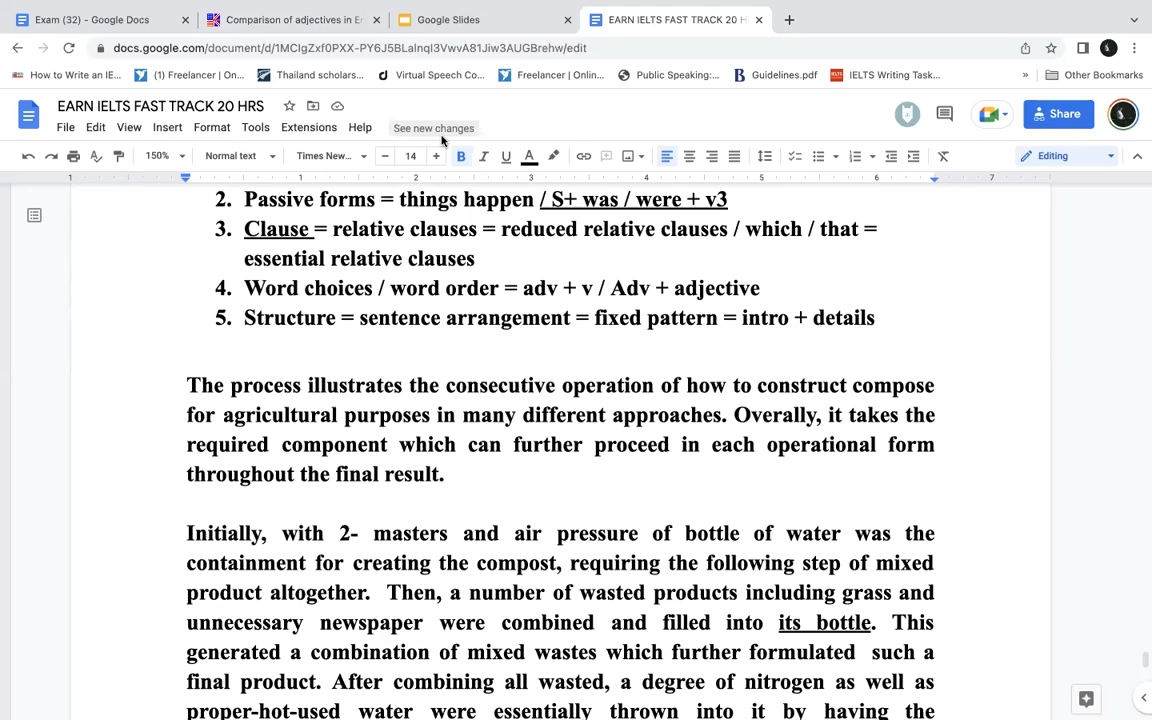 Exam (32) - Google Docs × Comparison of adjectives in En × Google Slides × EARN IELTS FAST TRACK 20 H × +
docs.google.com/document/d/1MClgZxf0PXX-PY6J5BLalnqI3VwvA81Jiw3AUGBrehw/edit
How to Write an IE... (1) Freelancer | On... Thailand scholars... Virtual Speech Co... Freelancer | Onlin... Public Speaking:... Guidelines.pdf IELTS Writing Task... » Other Bookmarks
EARN IELTS FAST TRACK 20 HRS
Share
File Edit View Insert Format Tools Extensions Help See new changes
150% Normal text Times New... − 14 + B I U A Editing
1 1 2 3 4 5 6 7
2. Passive forms = things happen / S+ was / were + v3
3. Clause = relative clauses = reduced relative clauses / which / that =
essential relative clauses
4. Word choices / word order = adv + v / Adv + adjective
5. Structure = sentence arrangement = fixed pattern = intro + details
The process illustrates the consecutive operation of how to construct compose
for agricultural purposes in many different approaches. Overally, it takes the
required component which can further proceed in each operational form
throughout the final result.
Initially, with 2- masters and air pressure of bottle of water was the
containment for creating the compost, requiring the following step of mixed
product altogether. Then, a number of wasted products including grass and
unnecessary newspaper were combined and filled into its bottle. This
generated a combination of mixed wastes which further formulated such a
final product. After combining all wasted, a degree of nitrogen as well as
proper-hot-used water were essentially thrown into it by having the